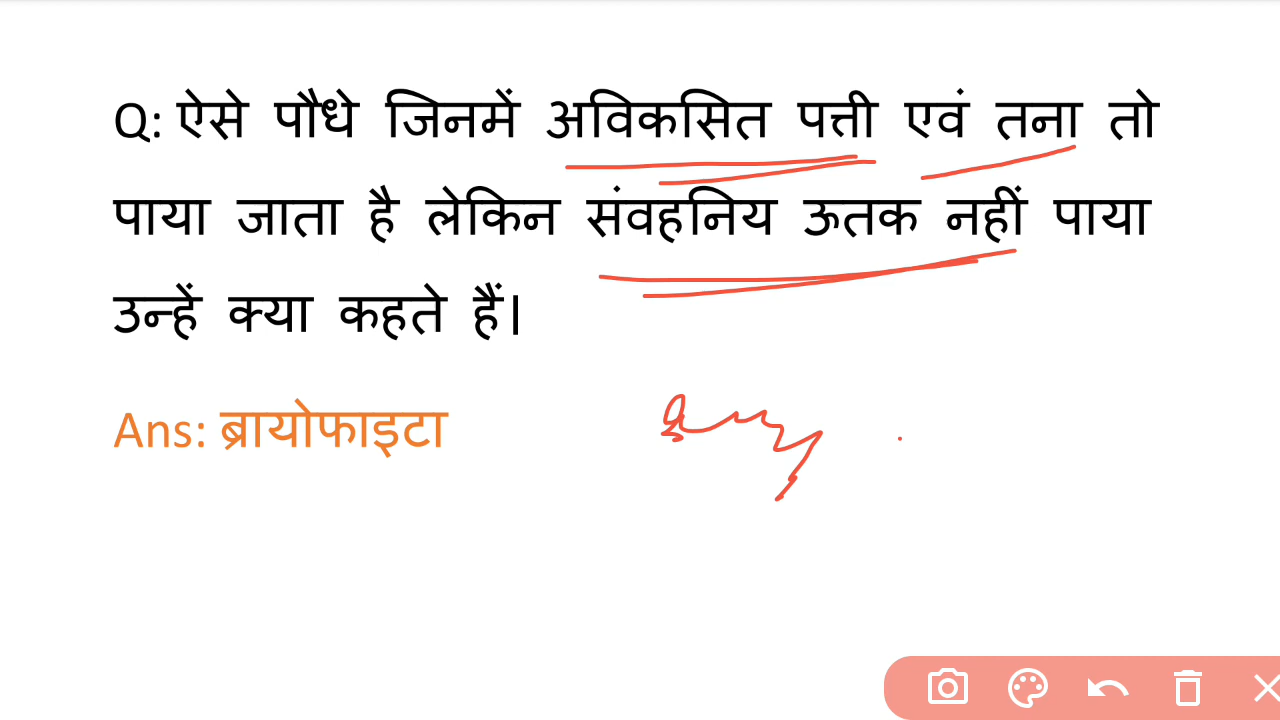 Q: ऐसे पौधे जिनमें अविकसित पत्ती एवं तना तो
पाया जाता है लेकिन संवहनिय ऊतक नहीं पाया
उन्हें क्या कहते हैं।
Ans: ब्रायोफाइटा